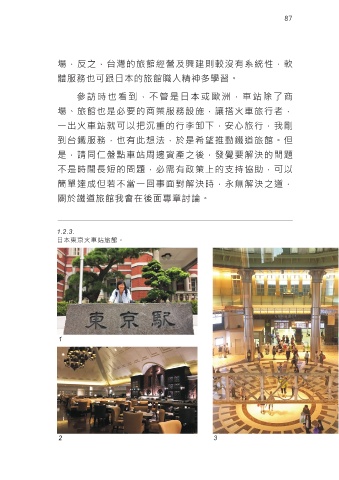 87
場，反之，台灣的旅館經營及興建則較沒有系統性，軟
體服務也可跟日本的旅館職人精神多學習。
參訪時也看到，不管是日本或歐洲，車站除了商
場、旅館也是必要的商業服務設施，讓搭火車旅行者，
一出火車站就可以把沉重的行李卸下，安心旅行，我剛
到台鐵服務，也有此想法，於是希望推動鐵道旅館。但
是，請同仁盤點車站周邊資產之後，發覺要解決的問題
不是時間長短的問題，必需有政策上的支持協助，可以
簡單達成但若不當一回事面對解決時，永無解決之道，
關於鐵道旅館我會在後面專章討論。
1.2.3.
日本東京火車站旅館。
東京駅
1
2
3